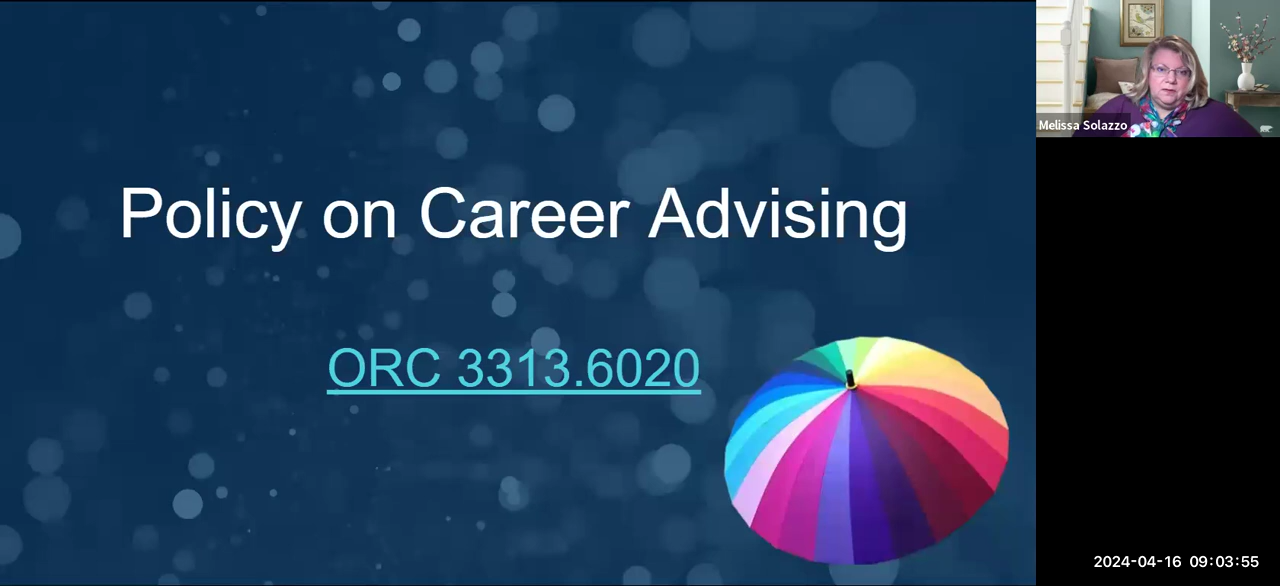 Policy on Career Advising
ORC 3313.6020
Melissa Solazzo
2024-04-16 09:03:55